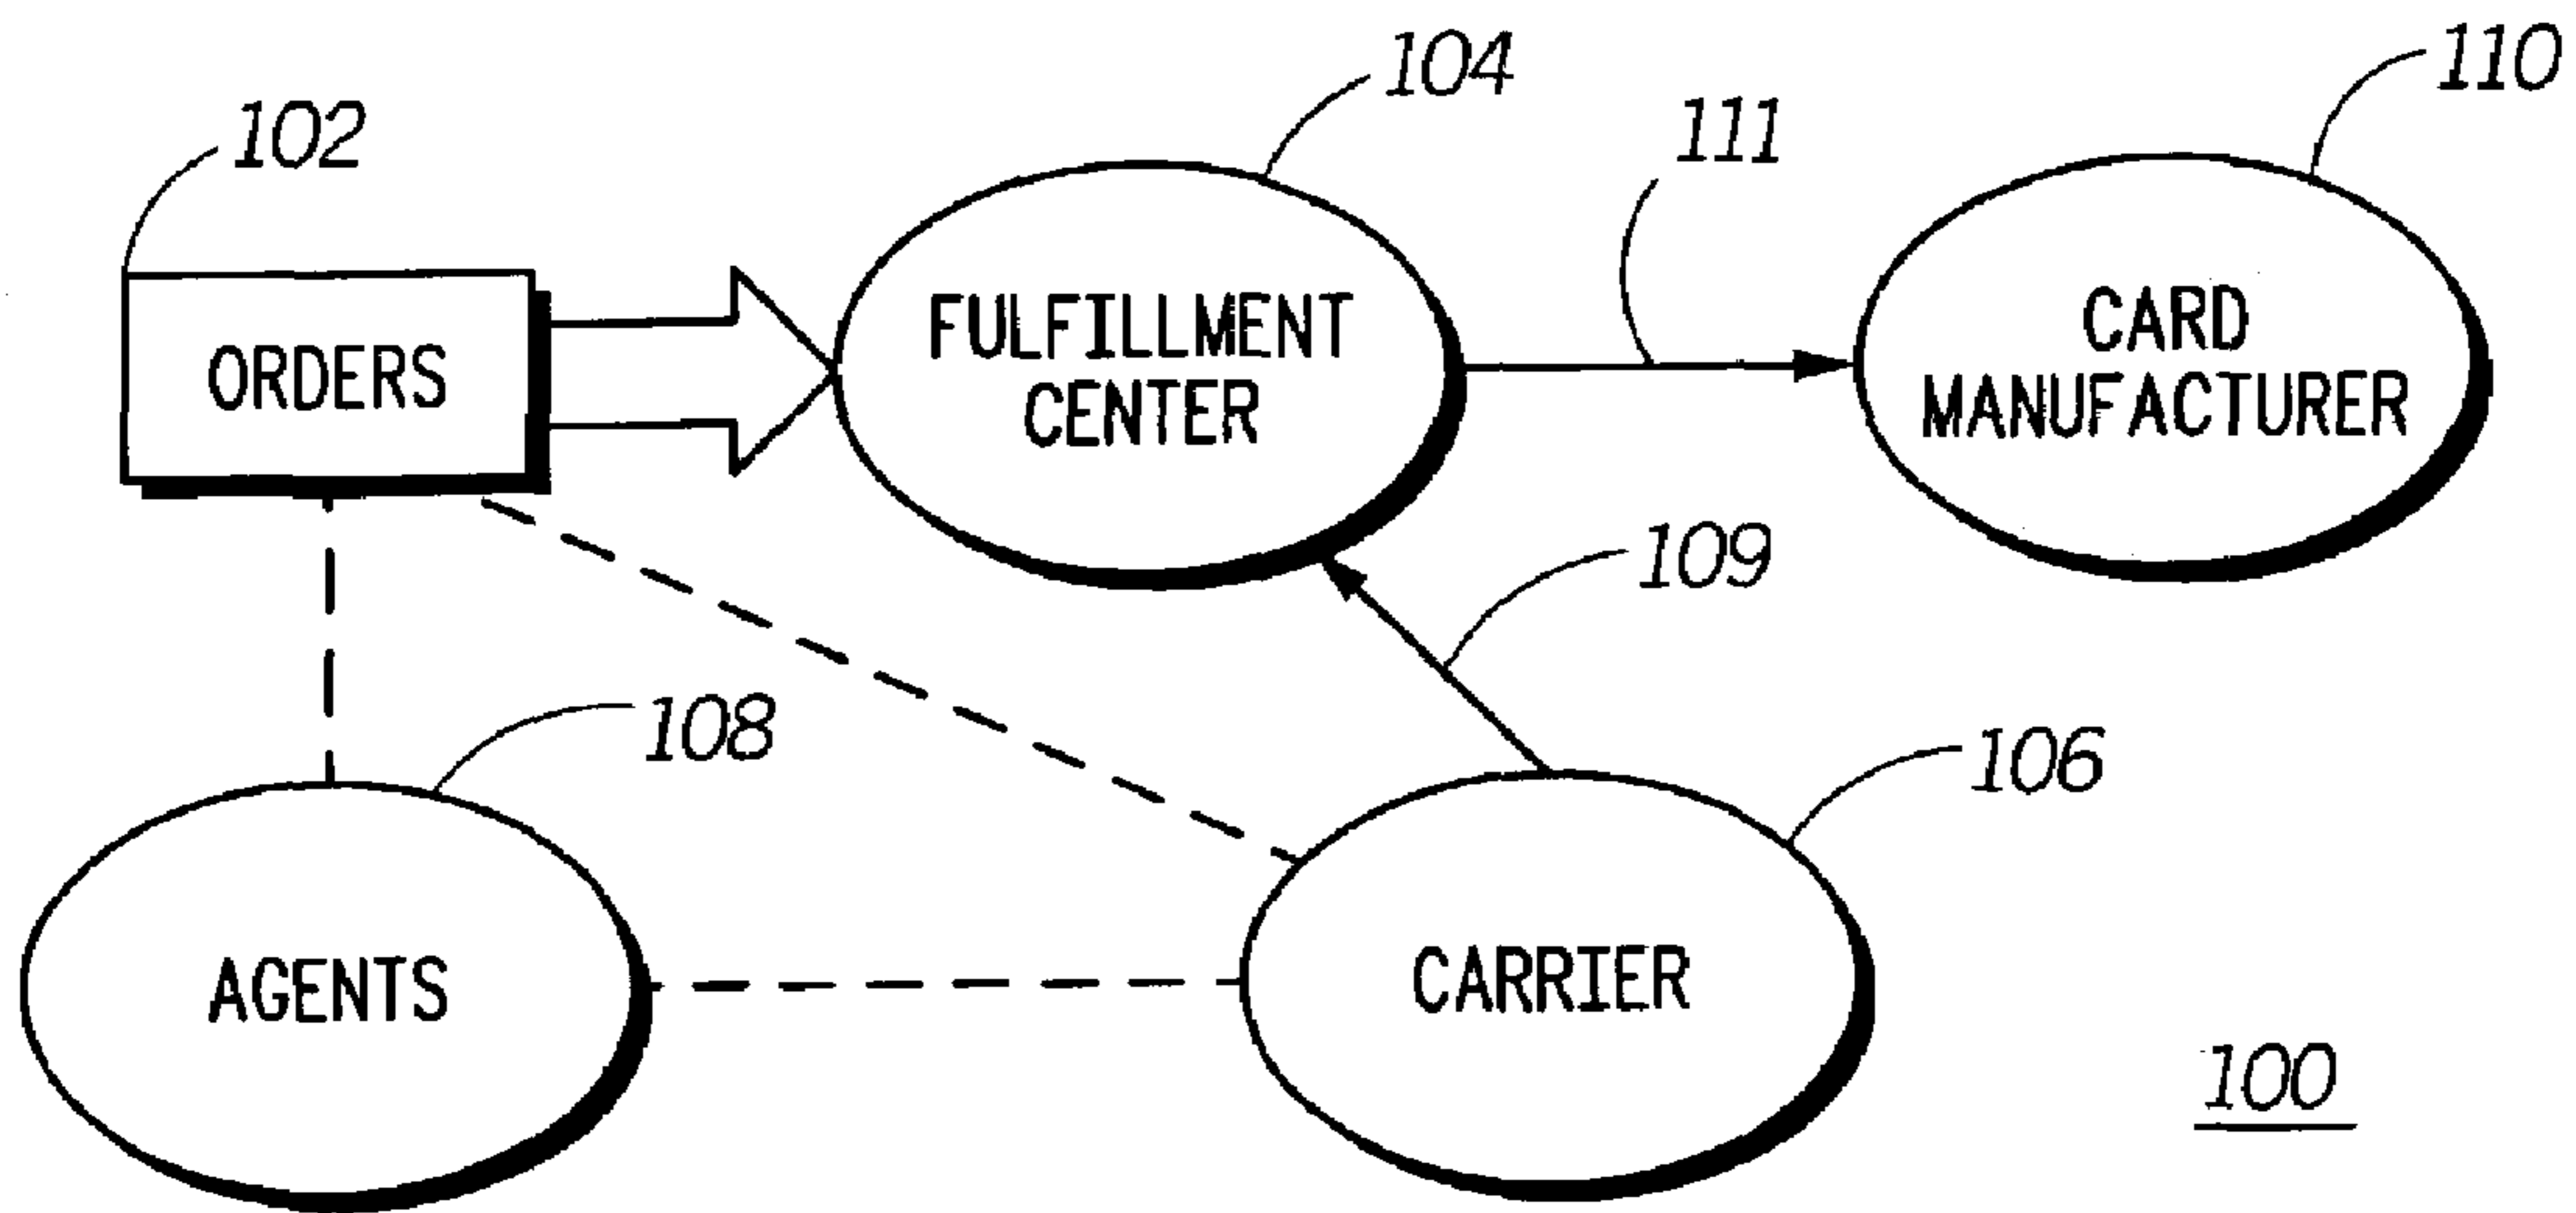 104
110
111
102
FULFILLMENT
CENTER
CARD
MANUFACTURER
ORDERS
109
108
106
AGENTS
CARRIER
100